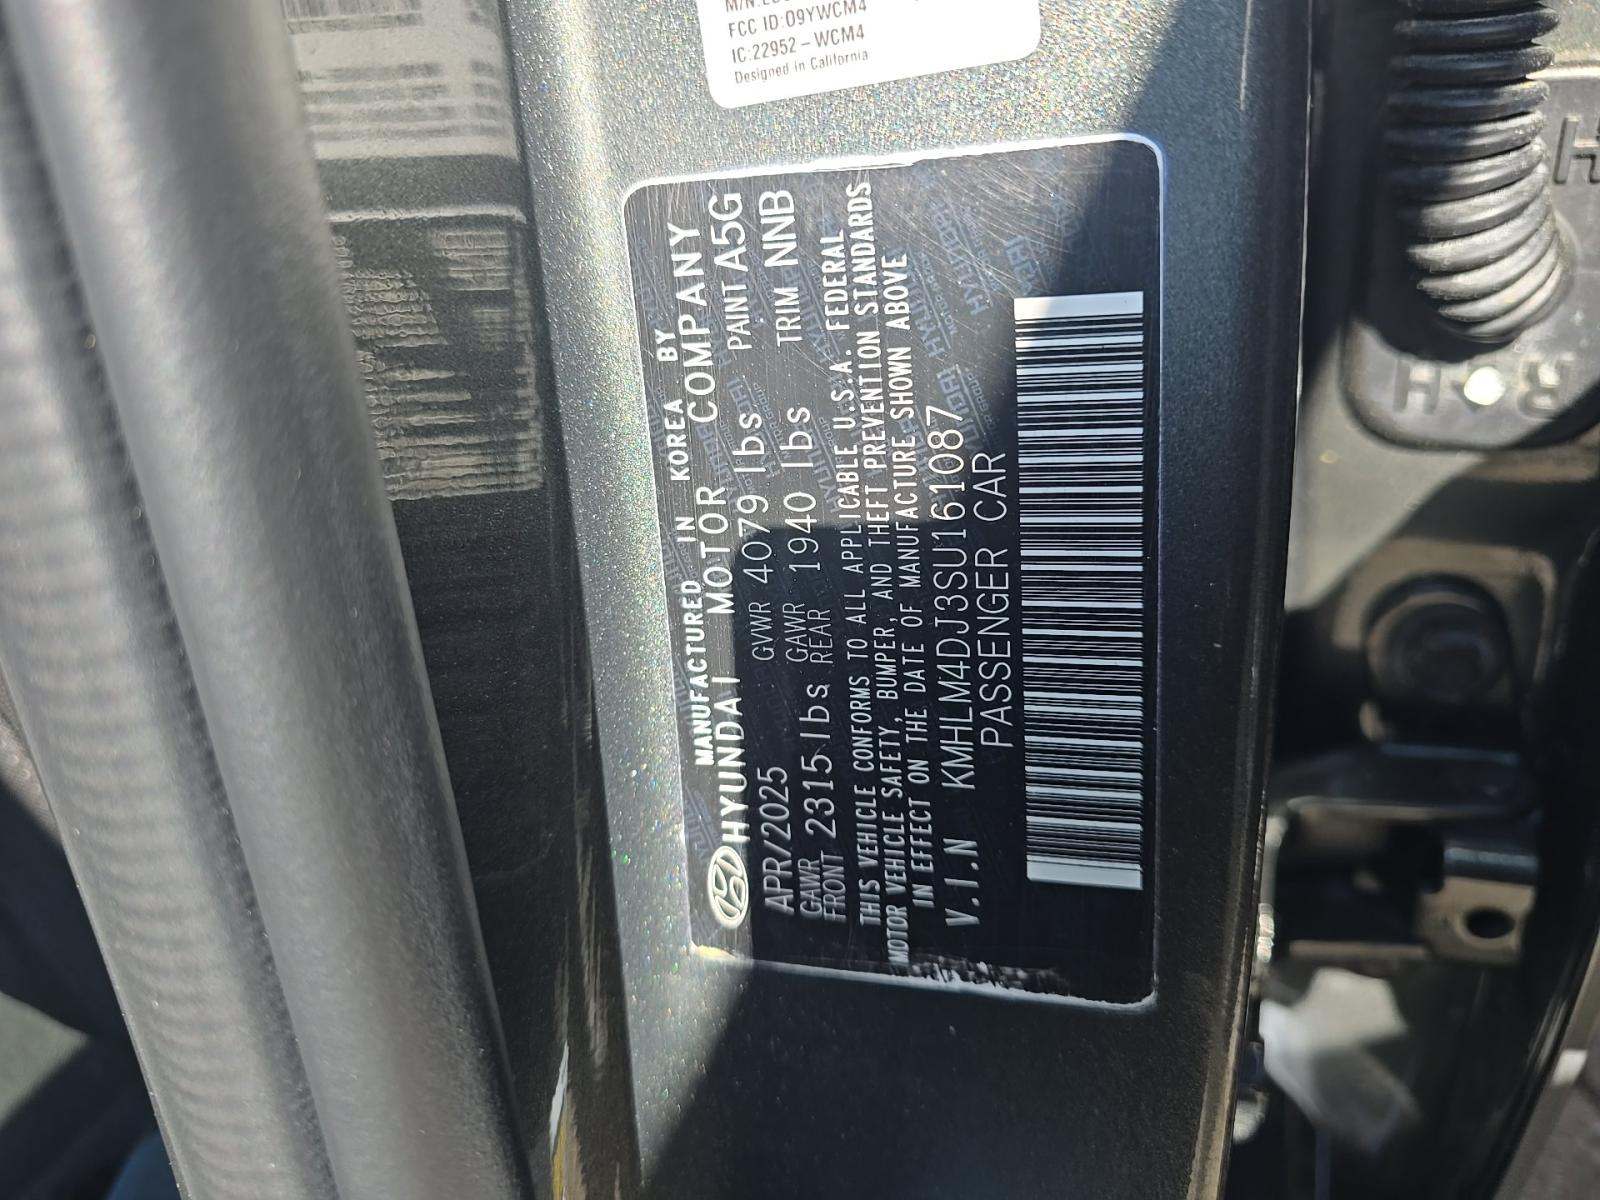 FCC ID:O9YWCM4
IC:22952-WCM4
Designed in California
MANUFACTURED IN KOREA BY
HYUNDAI MOTOR COMPANY
APR/2025 GVWR 4079 lbs PAINT A5G
GAWR FRONT 2315 lbs GAWR REAR 1940 lbs TRIM NNB
THIS VEHICLE CONFORMS TO ALL APPLICABLE U.S.A. FEDERAL
MOTOR VEHICLE SAFETY, BUMPER, AND THEFT PREVENTION STANDARDS
IN EFFECT ON THE DATE OF MANUFACTURE SHOWN ABOVE
V.I.N KMHLM4DJ3SU161087
PASSENGER CAR
R H